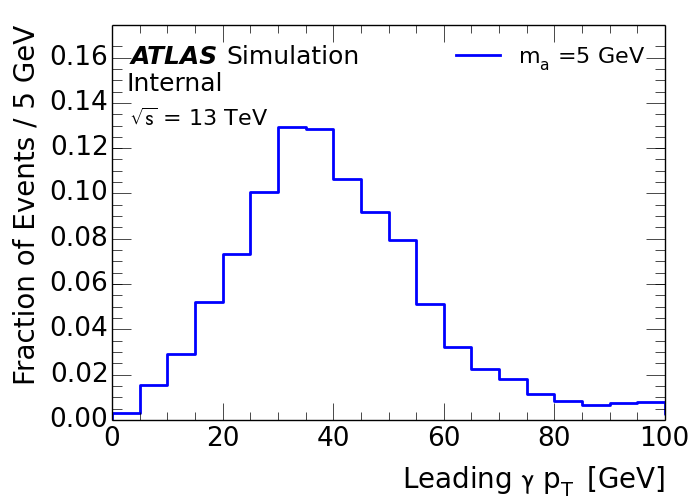 ATLAS Simulation
Internal
√s = 13 TeV
mₐ =5 GeV
Fraction of Events / 5 GeV
0.16
0.14
0.12
0.10
0.08
0.06
0.04
0.02
0.00
0 20 40 60 80 100
Leading γ p_T [GeV]